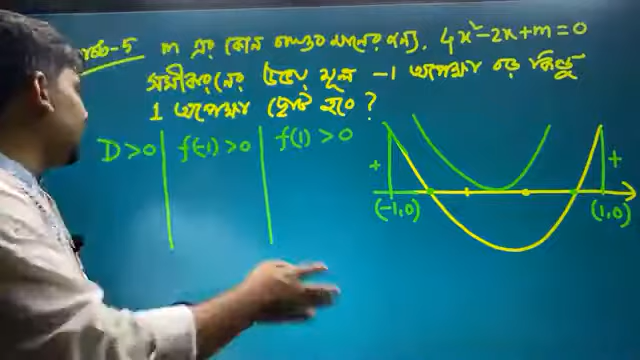 m এর কোন বাস্তব মানের জন্য, 4x²-2x+m=0
সমীকরণের উভয় মূল -1 অপেক্ষা বড় কিন্তু
1 অপেক্ষা ছোট হবে ?
D>0 f(-1)>0 f(1)>0
+ +
(-1,0) (1,0)